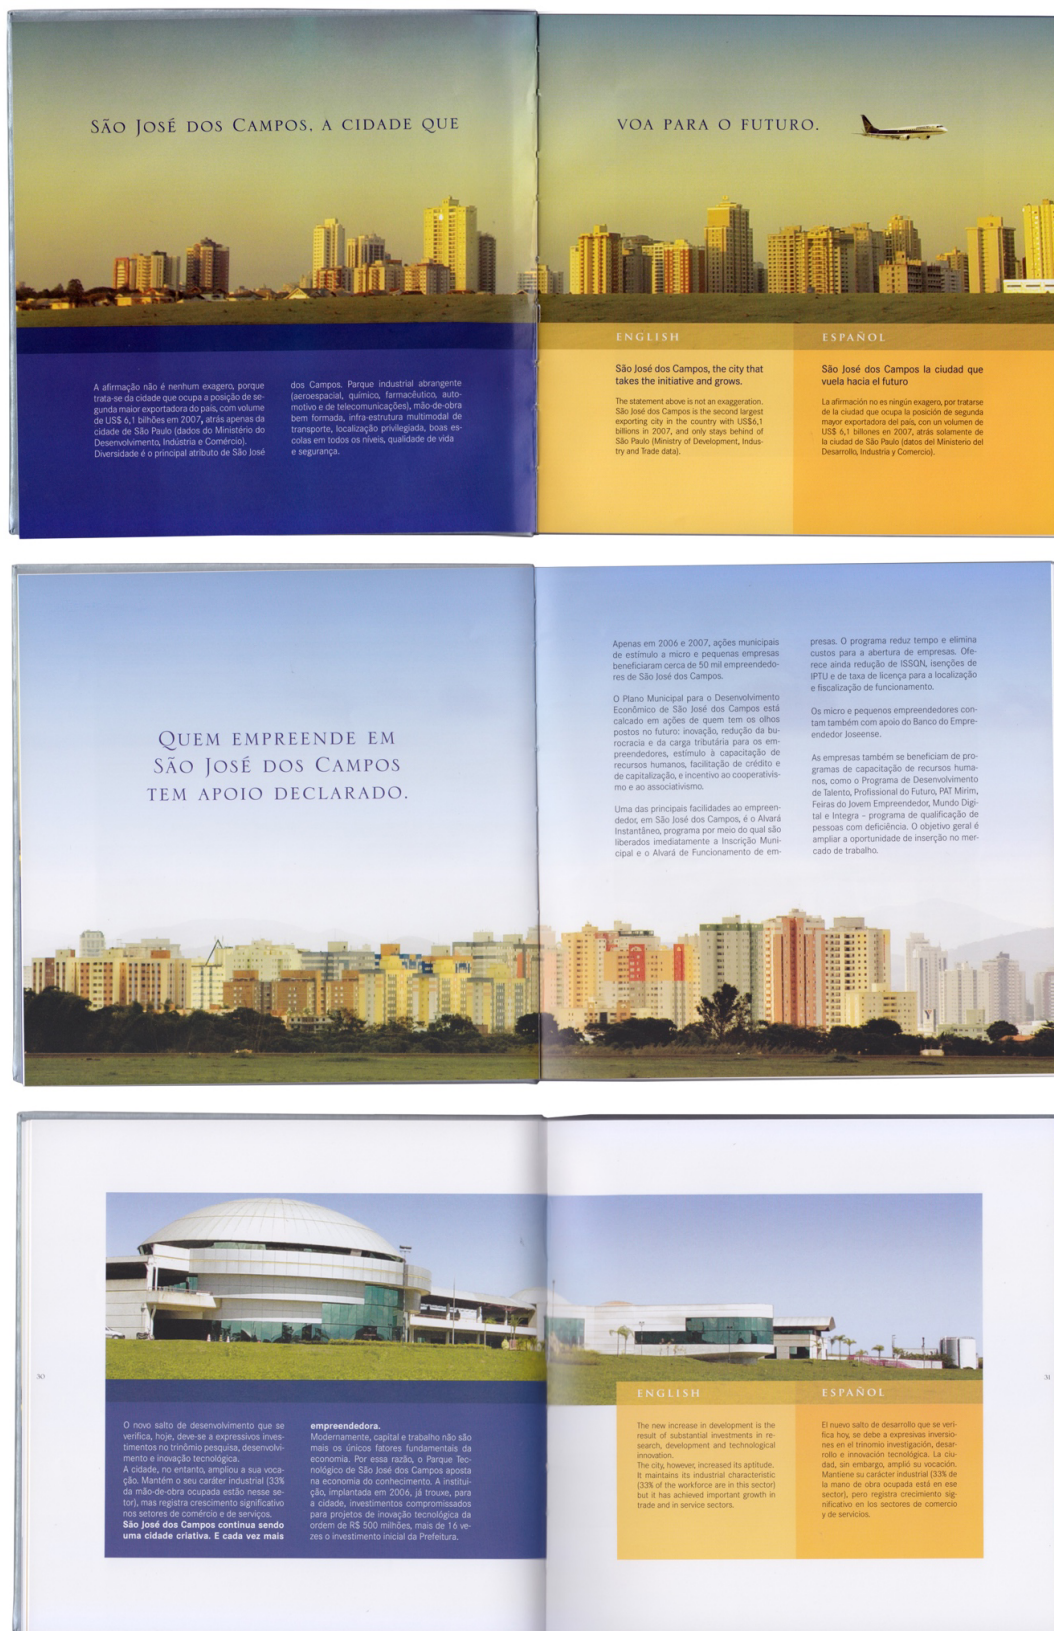 SÃO JOSÉ DOS CAMPOS, A CIDADE QUE
VOA PARA O FUTURO.
A afirmação não é nenhum exagero, porque
trata-se da cidade que ocupa a posição de se-
gunda maior exportadora do país, com volume
de US$ 6,1 bilhões em 2007, atrás apenas da
cidade de São Paulo (dados do Ministério do
Desenvolvimento, Indústria e Comércio).
Diversidade é o principal atributo de São José
dos Campos. Parque industrial abrangente
(aeroespacial, químico, farmacêutico, auto-
motivo e de telecomunicações), mão-de-obra
bem formada, infra-estrutura multimodal de
transporte, localização privilegiada, boas es-
colas em todos os níveis, qualidade de vida
e segurança.
ENGLISH
São José dos Campos, the city that
takes the initiative and grows.
The statement above is not an exaggeration.
São José dos Campos is the second largest
exporting city in the country with US$6,1
billions in 2007, and only stays behind of
São Paulo (Ministry of Development, Indus-
try and Trade data).
ESPAÑOL
São José dos Campos la ciudad que
vuela hacia el futuro
La afirmación no es ningún exagero, por tratarse
de la ciudad que ocupa la posición de segunda
mayor exportadora del país, con un volumen de
US$ 6,1 billones en 2007, atrás solamente de
la ciudad de São Paulo (datos del Ministerio del
Desarrollo, Industria y Comercio).
QUEM EMPREENDE EM
SÃO JOSÉ DOS CAMPOS
TEM APOIO DECLARADO.
Apenas em 2006 e 2007, ações municipais
de estímulo a micro e pequenas empresas
beneficiaram cerca de 50 mil empreendedo-
res de São José dos Campos.
O Plano Municipal para o Desenvolvimento
Econômico de São José dos Campos está
calcado em ações de quem tem os olhos
postos no futuro: inovação, redução da bu-
rocracia e da carga tributária para os em-
preendedores, estímulo à capacitação de
recursos humanos, facilitação de crédito e
de capitalização, e incentivo ao cooperativis-
mo e ao associativismo.
Uma das principais facilidades ao empreen-
dedor, em São José dos Campos, é o Alvará
Instantâneo, programa por meio do qual são
liberados imediatamente a Inscrição Muni-
cipal e o Alvará de Funcionamento de em-
presas. O programa reduz tempo e elimina
custos para a abertura de empresas. Ofe-
rece ainda redução de ISSQN, isenções de
IPTU e de taxa de licença para a localização
e fiscalização de funcionamento.
Os micro e pequenos empreendedores con-
tam também com apoio do Banco do Empre-
endedor Joseense.
As empresas também se beneficiam de pro-
gramas de capacitação de recursos huma-
nos, como o Programa de Desenvolvimento
de Talento, Profissional do Futuro, PAT Mirim,
Feiras do Jovem Empreendedor, Mundo Digi-
tal e Integra – programa de qualificação de
pessoas com deficiência. O objetivo geral é
ampliar a oportunidade de inserção no mer-
cado de trabalho.
30
31
O novo salto de desenvolvimento que se
verifica, hoje, deve-se a expressivos inves-
timentos no trinômio pesquisa, desenvolvi-
mento e inovação tecnológica.
A cidade, no entanto, ampliou a sua voca-
ção. Mantém o seu caráter industrial (33%
da mão-de-obra ocupada estão nesse se-
tor), mas registra crescimento significativo
nos setores de comércio e de serviços.
São José dos Campos continua sendo
uma cidade criativa. E cada vez mais
empreendedora.
Modernamente, capital e trabalho não são
mais os únicos fatores fundamentais da
economia. Por essa razão, o Parque Tec-
nológico de São José dos Campos aposta
na economia do conhecimento. A institui-
ção, implantada em 2006, já trouxe, para
a cidade, investimentos compromissados
para projetos de inovação tecnológica da
ordem de R$ 500 milhões, mais de 16 ve-
zes o investimento inicial da Prefeitura.
ENGLISH
The new increase in development is the
result of substantial investments in re-
search, development and technological
innovation.
The city, however, increased its aptitude.
It maintains its industrial characteristic
(33% of the workforce are in this sector)
but it has achieved important growth in
trade and in service sectors.
ESPAÑOL
El nuevo salto de desarrollo que se veri-
fica hoy, se debe a expresivas inversio-
nes en el trinomio investigación, desar-
rollo e innovación tecnológica. La ciu-
dad, sin embargo, amplió su vocación.
Mantiene su carácter industrial (33% de
la mano de obra ocupada está en ese
sector), pero registra crecimiento sig-
nificativo en los sectores de comercio
y de servicios.